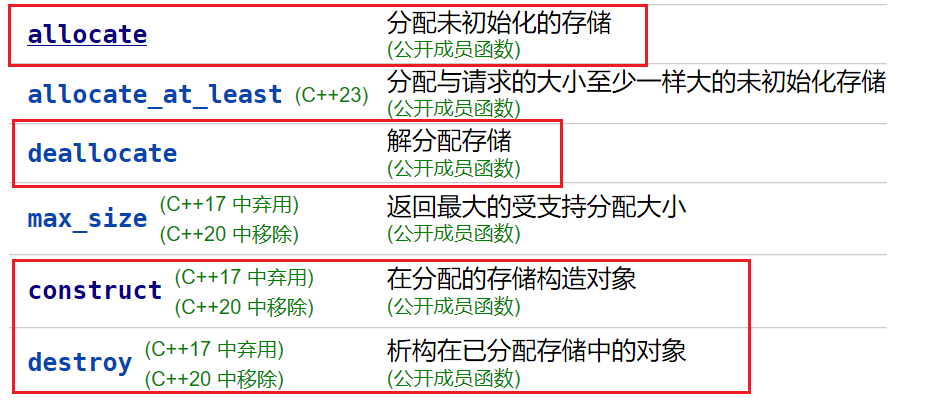 allocate 分配未初始化的存储
(公开成员函数)
allocate_at_least (C++23) 分配与请求的大小至少一样大的未初始化存储
(公开成员函数)
deallocate 解分配存储
(公开成员函数)
max_size (C++17 中弃用) (C++20 中移除) 返回最大的受支持分配大小
(公开成员函数)
construct (C++17 中弃用) (C++20 中移除) 在分配的存储构造对象
(公开成员函数)
destroy (C++17 中弃用) (C++20 中移除) 析构在已分配存储中的对象
(公开成员函数)